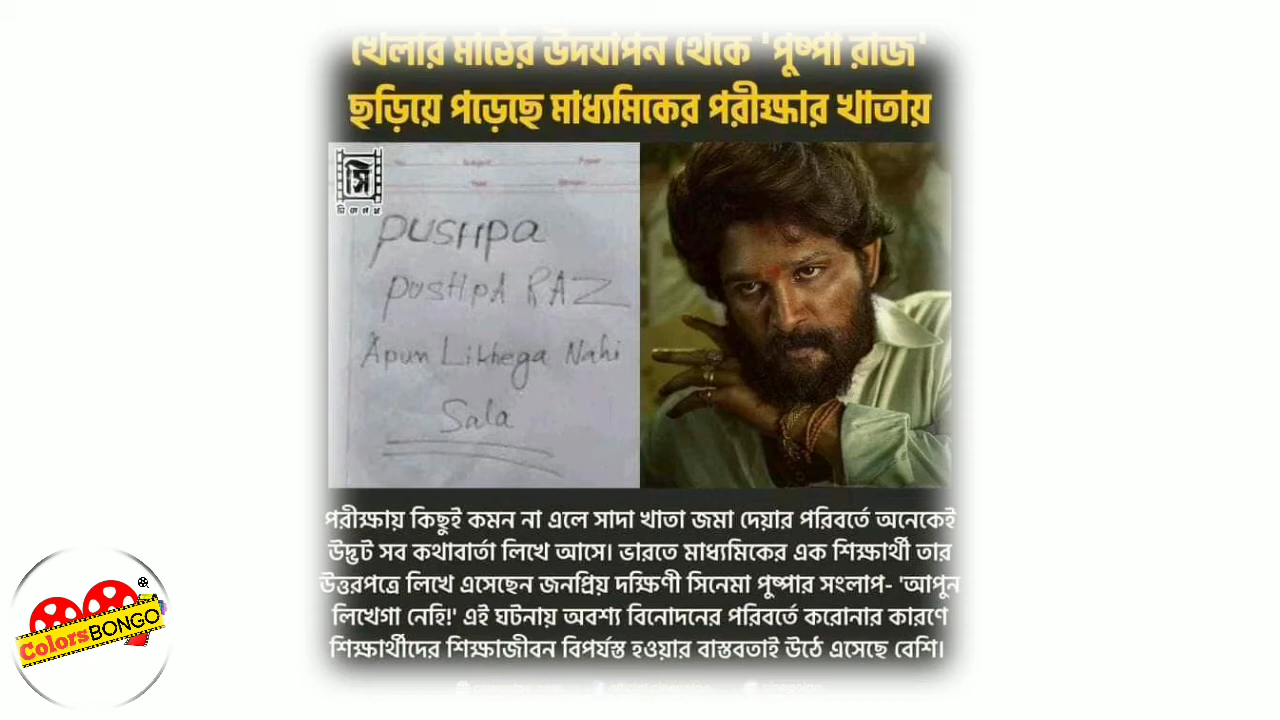 খেলার মাঠের উদযাপন থেকে 'পুষ্পা রাজ'
ছড়িয়ে পড়েছে মাধ্যমিকের পরীক্ষার খাতায়
সি
PUSHPA
PUSHPA RAZ
Apun Likhega Nahi
Sala
পরীক্ষায় কিছুই কমন না এলে সাদা খাতা জমা দেয়ার পরিবর্তে অনেকেই
উদ্ভট সব কথাবার্তা লিখে আসে। ভারতে মাধ্যমিকের এক শিক্ষার্থী তার
উত্তরপত্রে লিখে এসেছেন জনপ্রিয় দক্ষিণী সিনেমা পুষ্পার সংলাপ- 'আপুন
লিখেগা নেহি!' এই ঘটনায় অবশ্য বিনোদনের পরিবর্তে করোনার কারণে
শিক্ষার্থীদের শিক্ষাজীবন বিপর্যস্ত হওয়ার বাস্তবতাই উঠে এসেছে বেশি।
ColorsBONGO